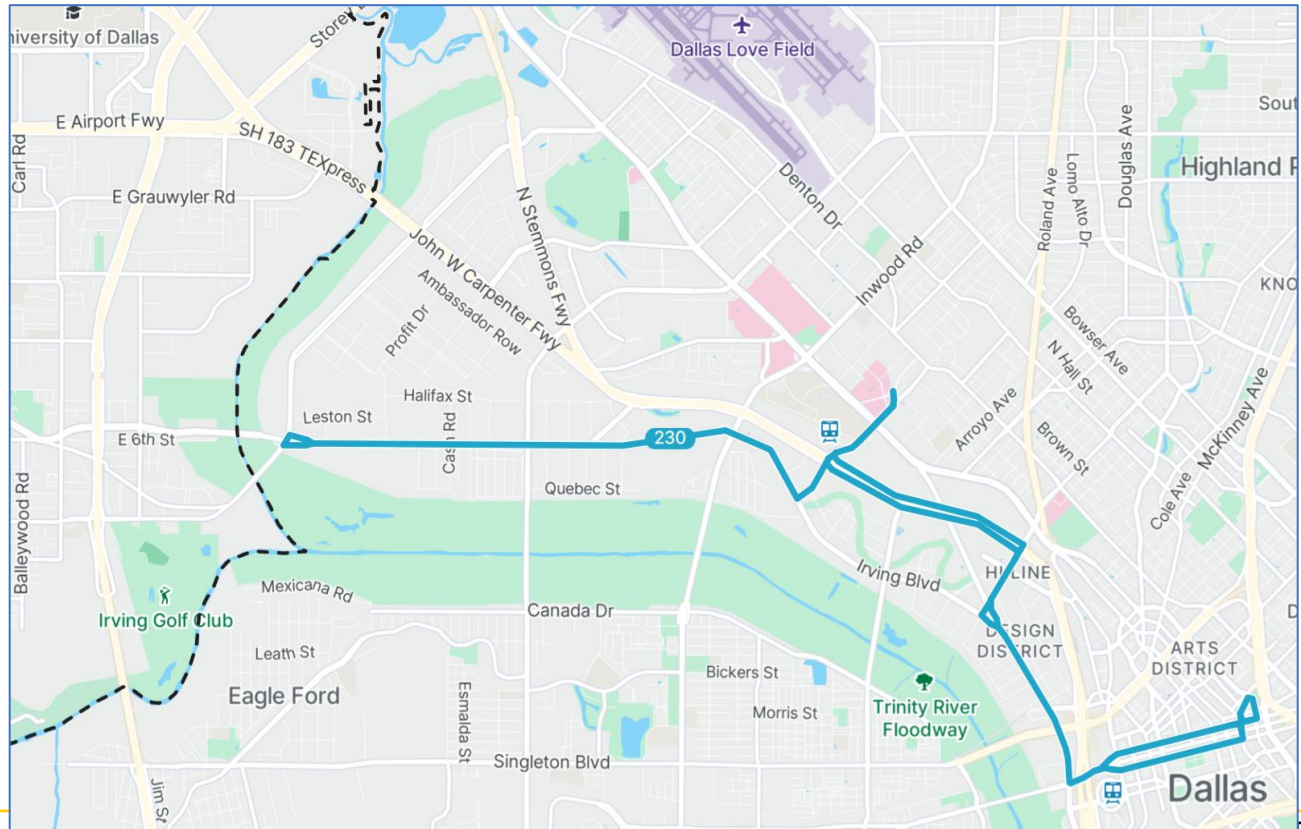 niversity of Dallas
Storey
Dallas Love Field
E Airport Fwy
SH 183 TEXpress
Carl Rd
E Grauwyler Rd
N Stemmons Fwy
Denton Dr
Inwood Rd
Roland Ave
Lomo Alto Dr
Douglas Ave
Sout
Highland P
KNO
John W Carpenter Fwy
Ambassador Row
Profit Dr
Bowser Ave
N Hall St
Halifax St
Leston St
Cash Rd
Arroyo Ave
McKinney Ave
E 6th St
230
Brown St
Cole Ave
Balleywood Rd
Quebec St
Irving Blvd
HI LINE
Mexicana Rd
Irving Golf Club
Canada Dr
DESIGN
DISTRICT
ARTS
DISTRICT
Leath St
Bickers St
Eagle Ford
Esmalda St
Morris St
Trinity River
Floodway
Singleton Blvd
Jim St
Dallas